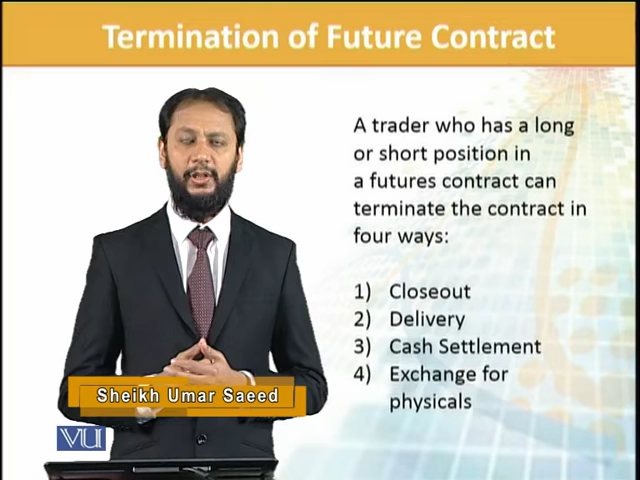 Termination of Future Contract
A trader who has a long
or short position in
a futures contract can
terminate the contract in
four ways:
1) Closeout
2) Delivery
3) Cash Settlement
4) Exchange for
physicals
Sheikh Umar Saeed
VU